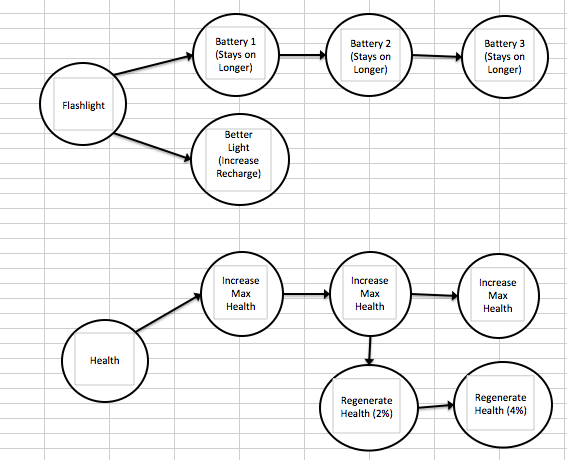 Battery 1
(Stays on
Longer)
Battery 2
(Stays on
Longer)
Battery 3
(Stays on
Longer)
Flashlight
Better
Light
(Increase
Recharge)
Increase
Max
Health
Increase
Max
Health
Increase
Max
Health
Health
Regenerate
Health (2%)
Regenerate
Health (4%)